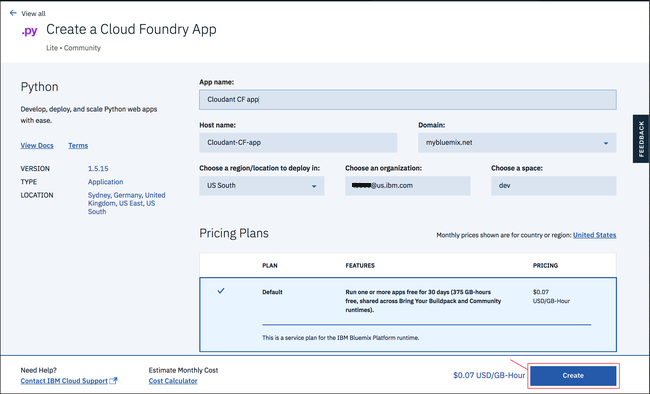 View all
.py Create a Cloud Foundry App
Lite • Community
Python
Develop, deploy, and scale Python web apps
with ease.
View Docs Terms
VERSION 1.5.15
TYPE Application
LOCATION Sydney, Germany, United
Kingdom, US East, US
South
App name:
Cloudant CF app
Host name: Domain:
Cloudant-CF-app mybluemix.net
Choose a region/location to deploy in: Choose an organization: Choose a space:
US South @us.ibm.com dev
Pricing Plans Monthly prices shown are for country or region: United States
PLAN FEATURES PRICING
Default Run one or more apps free for 30 days (375 GB-hours $0.07
free, shared across Bring Your Buildpack and Community USD/GB-Hour
runtimes).
This is a service plan for the IBM Bluemix Platform runtime.
FEEDBACK
Need Help? Estimate Monthly Cost
Contact IBM Cloud Support Cost Calculator
$0.07 USD/GB-Hour Create